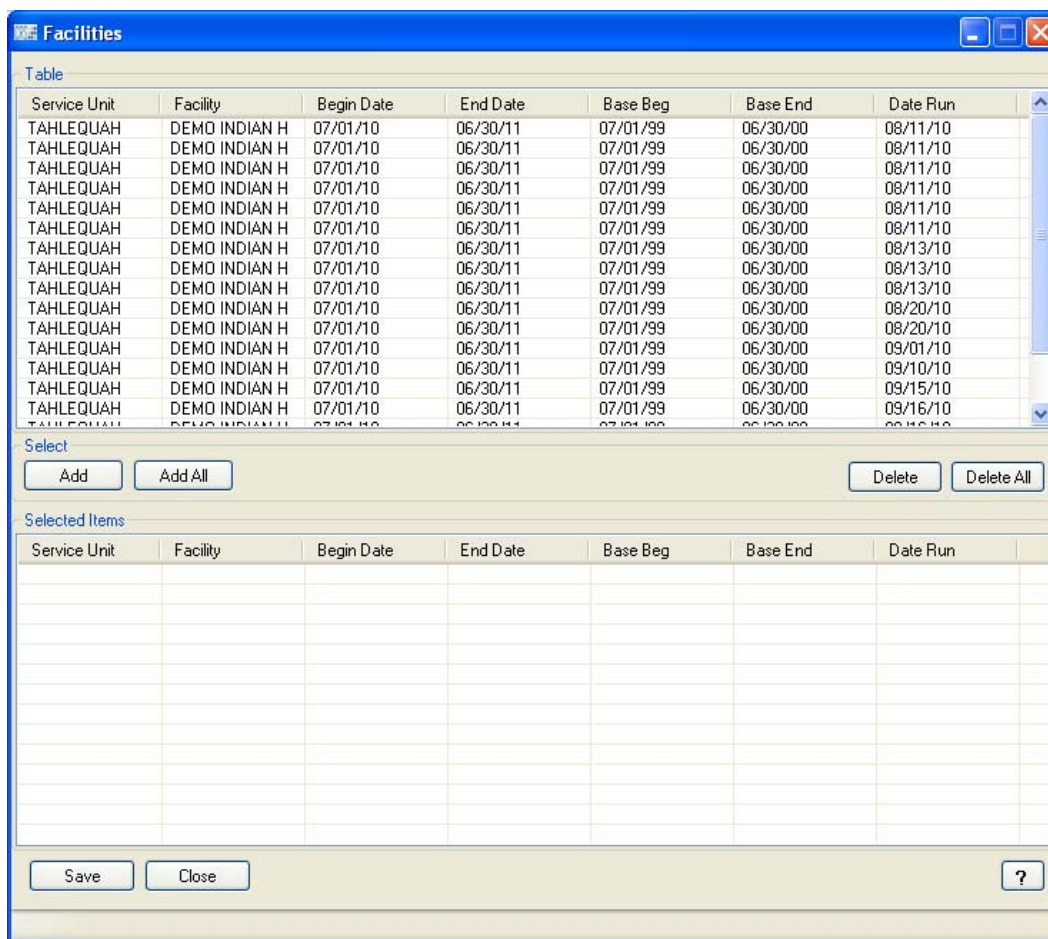 Facilities
Table
Service Unit Facility Begin Date End Date Base Beg Base End Date Run
TAHLEQUAH DEMO INDIAN H 07/01/10 06/30/11 07/01/99 06/30/00 08/11/10
TAHLEQUAH DEMO INDIAN H 07/01/10 06/30/11 07/01/99 06/30/00 08/11/10
TAHLEQUAH DEMO INDIAN H 07/01/10 06/30/11 07/01/99 06/30/00 08/11/10
TAHLEQUAH DEMO INDIAN H 07/01/10 06/30/11 07/01/99 06/30/00 08/11/10
TAHLEQUAH DEMO INDIAN H 07/01/10 06/30/11 07/01/99 06/30/00 08/11/10
TAHLEQUAH DEMO INDIAN H 07/01/10 06/30/11 07/01/99 06/30/00 08/11/10
TAHLEQUAH DEMO INDIAN H 07/01/10 06/30/11 07/01/99 06/30/00 08/13/10
TAHLEQUAH DEMO INDIAN H 07/01/10 06/30/11 07/01/99 06/30/00 08/13/10
TAHLEQUAH DEMO INDIAN H 07/01/10 06/30/11 07/01/99 06/30/00 08/13/10
TAHLEQUAH DEMO INDIAN H 07/01/10 06/30/11 07/01/99 06/30/00 08/20/10
TAHLEQUAH DEMO INDIAN H 07/01/10 06/30/11 07/01/99 06/30/00 08/20/10
TAHLEQUAH DEMO INDIAN H 07/01/10 06/30/11 07/01/99 06/30/00 09/01/10
TAHLEQUAH DEMO INDIAN H 07/01/10 06/30/11 07/01/99 06/30/00 09/10/10
TAHLEQUAH DEMO INDIAN H 07/01/10 06/30/11 07/01/99 06/30/00 09/15/10
TAHLEQUAH DEMO INDIAN H 07/01/10 06/30/11 07/01/99 06/30/00 09/16/10
Select
Add Add All Delete Delete All
Selected Items
Service Unit Facility Begin Date End Date Base Beg Base End Date Run
Save Close ?